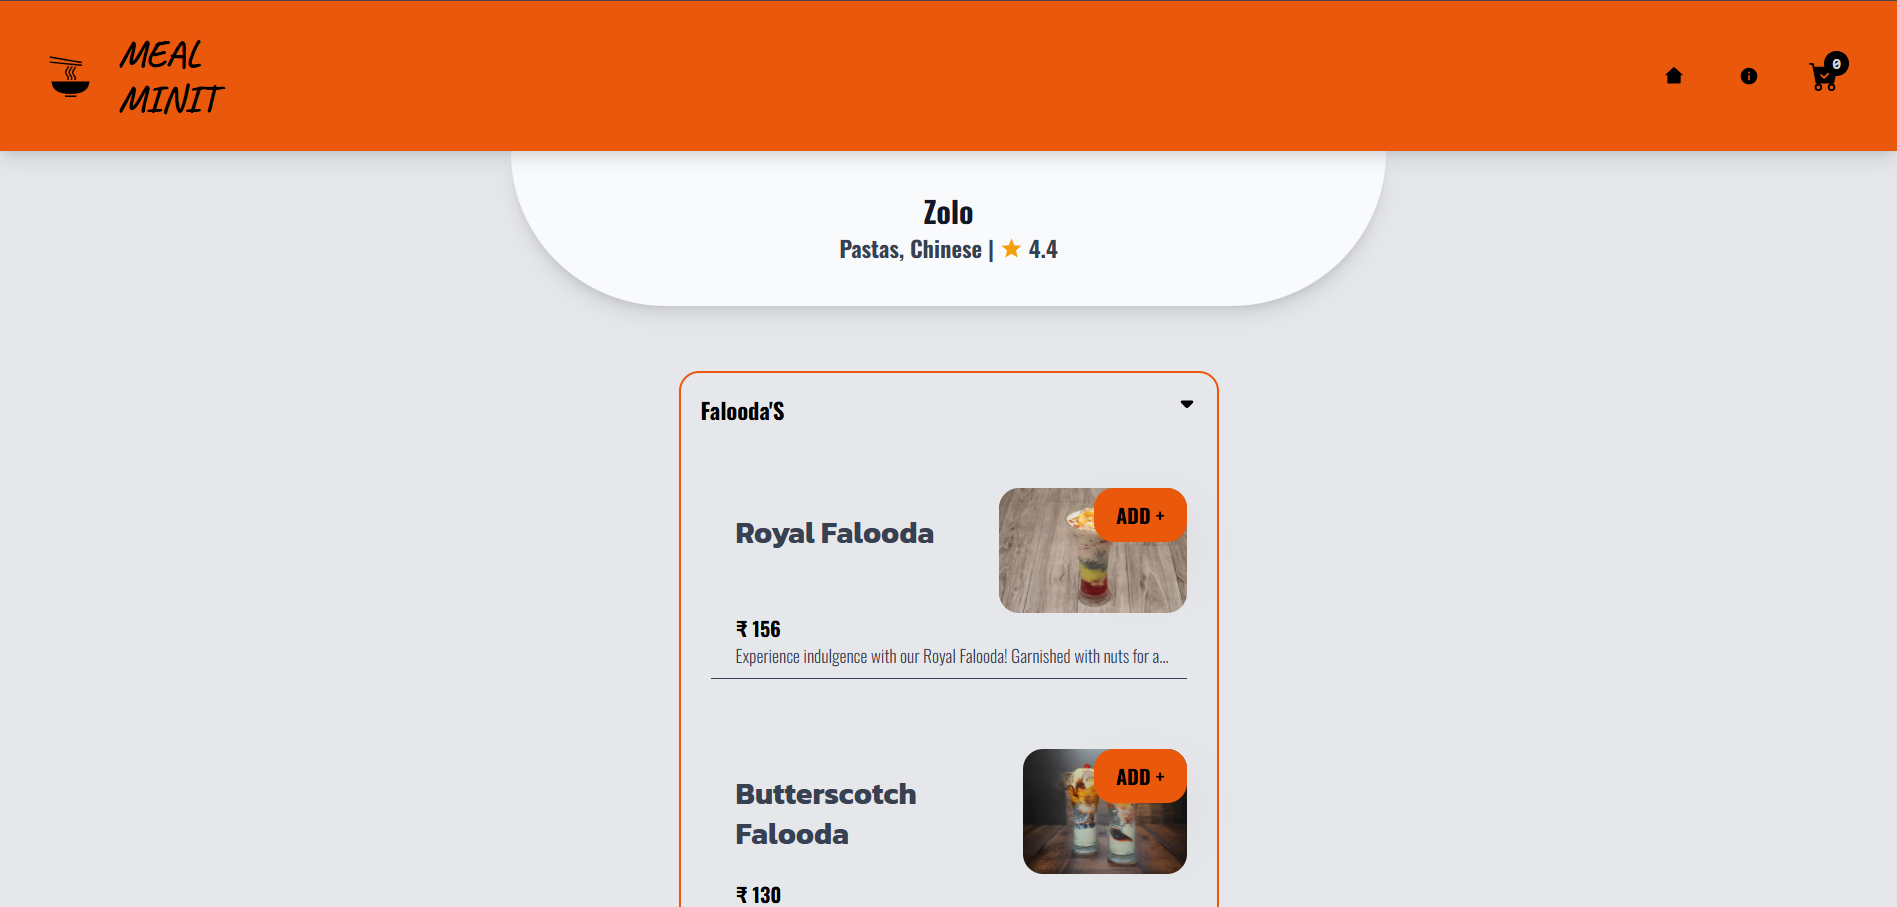 MEAL
MINIT
0
Zolo
Pastas, Chinese | ★ 4.4
Falooda'S
Royal Falooda
ADD +
₹ 156
Experience indulgence with our Royal Falooda! Garnished with nuts for a...
Butterscotch
Falooda
ADD +
₹ 130